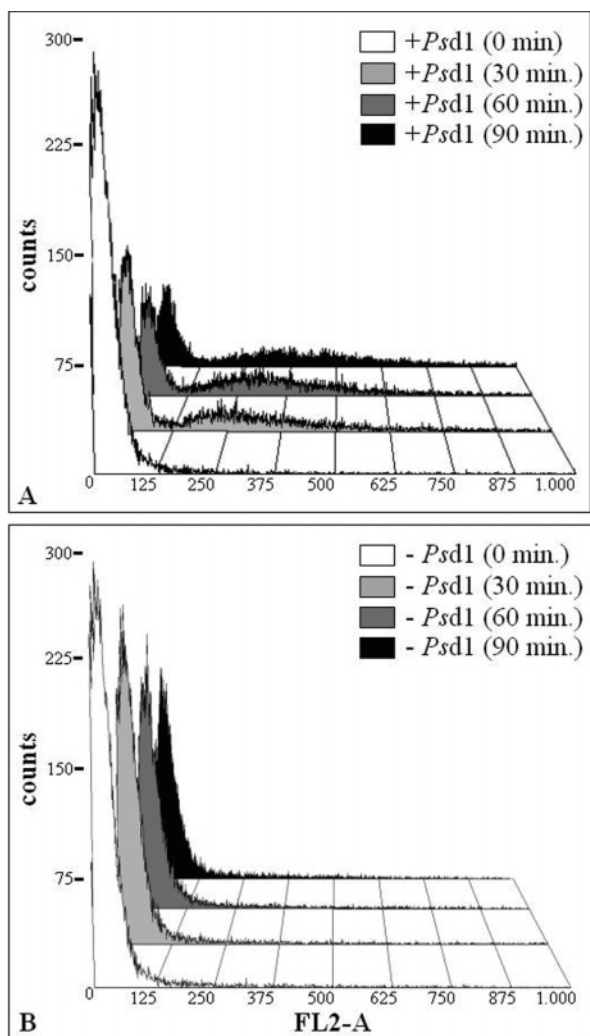 300
225
150
75
counts
+Psd1 (0 min)
+Psd1 (30 min.)
+Psd1 (60 min.)
+Psd1 (90 min.)
0 125 250 375 500 625 750 875 1.000
A
300
225
150
75
counts
- Psd1 (0 min.)
- Psd1 (30 min.)
- Psd1 (60 min.)
- Psd1 (90 min.)
0 125 250 375 500 625 750 875 1.000
B FL2-A